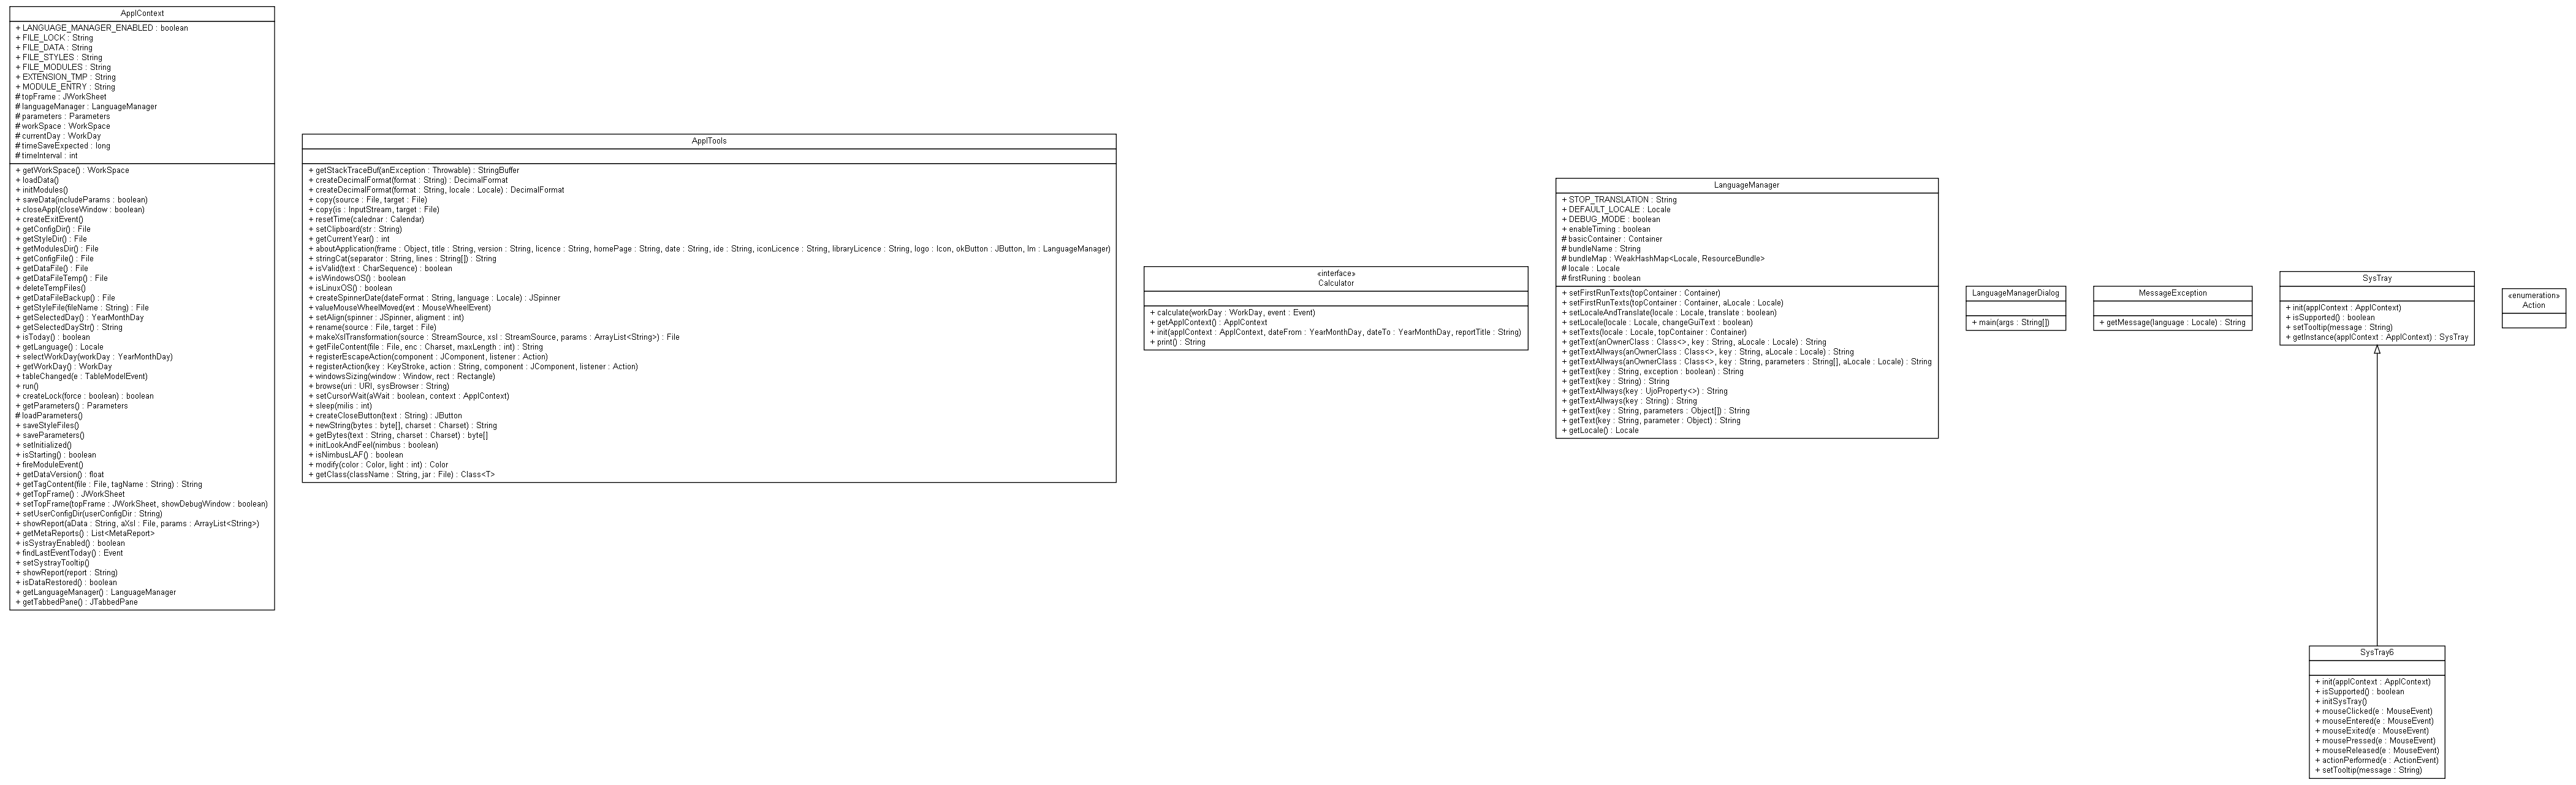 ApplContext
+ LANGUAGE_MANAGER_ENABLED : boolean
+ FILE_LOCK : String
+ FILE_DATA : String
+ FILE_STYLES : String
+ FILE_MODULES : String
+ EXTENSION_TMP : String
+ MODULE_ENTRY : String
# topFrame : JWorkSheet
# languageManager : LanguageManager
# parameters : Parameters
# workSpace : WorkSpace
# currentDay : WorkDay
# timeSaveExpected : long
# timeInterval : int
+ getWorkSpace() : WorkSpace
+ loadData()
+ initModules()
+ saveData(includeParams : boolean)
+ closeAppl(closeWindow : boolean)
+ createExitEvent()
+ getConfigDir() : File
+ getStyleDir() : File
+ getModulesDir() : File
+ getConfigFile() : File
+ getDataFile() : File
+ getDataFileTemp() : File
+ deleteTempFiles()
+ getDataFileBackup() : File
+ getStyleFile(fileName : String) : File
+ getSelectedDay() : YearMonthDay
+ getSelectedDayStr() : String
+ isToday() : boolean
+ getLanguage() : Locale
+ selectWorkDay(workDay : YearMonthDay)
+ getWorkDay() : WorkDay
+ tableChanged(e : TableModelEvent)
+ run()
+ createLock(force : boolean) : boolean
+ getParameters() : Parameters
# loadParameters()
+ saveStyleFiles()
+ saveParameters()
+ setInitialized()
+ isStarting() : boolean
+ fireModuleEvent()
+ getDataVersion() : float
+ getTagContent(file : File, tagName : String) : String
+ getTopFrame() : JWorkSheet
+ setTopFrame(topFrame : JWorkSheet, showDebugWindow : boolean)
+ setUserConfigDir(userConfigDir : String)
+ showReport(aData : String, aXsl : File, params : ArrayList<String>)
+ getMetaReports() : List<MetaReport>
+ isSystrayEnabled() : boolean
+ findLastEventToday() : Event
+ setSystrayTooltip()
+ showReport(report : String)
+ isDataRestored() : boolean
+ getLanguageManager() : LanguageManager
+ getTabbedPane() : JTabbedPane
ApplTools
+ getStackTraceBuf(anException : Throwable) : StringBuffer
+ createDecimalFormat(format : String) : DecimalFormat
+ createDecimalFormat(format : String, locale : Locale) : DecimalFormat
+ copy(source : File, target : File)
+ copy(is : InputStream, target : File)
+ resetTime(calednar : Calendar)
+ setClipboard(str : String)
+ getCurrentYear() : int
+ aboutApplication(frame : Object, title : String, version : String, licence : String, homePage : String, date : String, ide : String, iconLicence : String, libraryLicence : String, logo : Icon, okButton : JButton, lm : LanguageManager)
+ stringCat(separator : String, lines : String[]) : String
+ isValid(text : CharSequence) : boolean
+ isWindowsOS() : boolean
+ isLinuxOS() : boolean
+ createSpinnerDate(dateFormat : String, language : Locale) : JSpinner
+ valueMouseWheelMoved(evt : MouseWheelEvent)
+ setAlign(spinner : JSpinner, aligment : int)
+ rename(source : File, target : File)
+ makeXslTransformation(source : StreamSource, xsl : StreamSource, params : ArrayList<String>) : File
+ getFileContent(file : File, enc : Charset, maxLength : int) : String
+ registerEscapeAction(component : JComponent, listener : Action)
+ registerAction(key : KeyStroke, action : String, component : JComponent, listener : Action)
+ windowsSizing(window : Window, rect : Rectangle)
+ browse(uri : URI, sysBrowser : String)
+ setCursorWait(aWait : boolean, context : ApplContext)
+ sleep(milis : int)
+ createCloseButton(text : String) : JButton
+ newString(bytes : byte[], charset : Charset) : String
+ getBytes(text : String, charset : Charset) : byte[]
+ initLookAndFeel(nimbus : boolean)
+ isNimbusLAF() : boolean
+ modify(color : Color, light : int) : Color
+ getClass(className : String, jar : File) : Class<T>
«interface»
Calculator
+ calculate(workDay : WorkDay, event : Event)
+ getApplContext() : ApplContext
+ init(applContext : ApplContext, dateFrom : YearMonthDay, dateTo : YearMonthDay, reportTitle : String)
+ print() : String
LanguageManager
+ STOP_TRANSLATION : String
+ DEFAULT_LOCALE : Locale
+ DEBUG_MODE : boolean
+ enableTiming : boolean
# basicContainer : Container
# bundleName : String
# bundleMap : WeakHashMap<Locale, ResourceBundle>
# locale : Locale
# firstRuning : boolean
+ setFirstRunTexts(topContainer : Container)
+ setFirstRunTexts(topContainer : Container, aLocale : Locale)
+ setLocaleAndTranslate(locale : Locale, translate : boolean)
+ setLocale(locale : Locale, changeGuiText : boolean)
+ setTexts(locale : Locale, topContainer : Container)
+ getText(anOwnerClass : Class<>, key : String, aLocale : Locale) : String
+ getTextAllways(anOwnerClass : Class<>, key : String, aLocale : Locale) : String
+ getTextAllways(anOwnerClass : Class<>, key : String, parameters : String[], aLocale : Locale) : String
+ getText(key : String, exception : boolean) : String
+ getText(key : String) : String
+ getTextAllways(key : UjoProperty<>) : String
+ getTextAllways(key : String) : String
+ getText(key : String, parameters : Object[]) : String
+ getText(key : String, parameter : Object) : String
+ getLocale() : Locale
LanguageManagerDialog
+ main(args : String[])
MessageException
+ getMessage(language : Locale) : String
SysTray
+ init(applContext : ApplContext)
+ isSupported() : boolean
+ setTooltip(message : String)
+ getInstance(applContext : ApplContext) : SysTray
«enumeration»
Action
SysTray6
+ init(applContext : ApplContext)
+ isSupported() : boolean
+ initSysTray()
+ mouseClicked(e : MouseEvent)
+ mouseEntered(e : MouseEvent)
+ mouseExited(e : MouseEvent)
+ mousePressed(e : MouseEvent)
+ mouseReleased(e : MouseEvent)
+ actionPerformed(e : ActionEvent)
+ setTooltip(message : String)